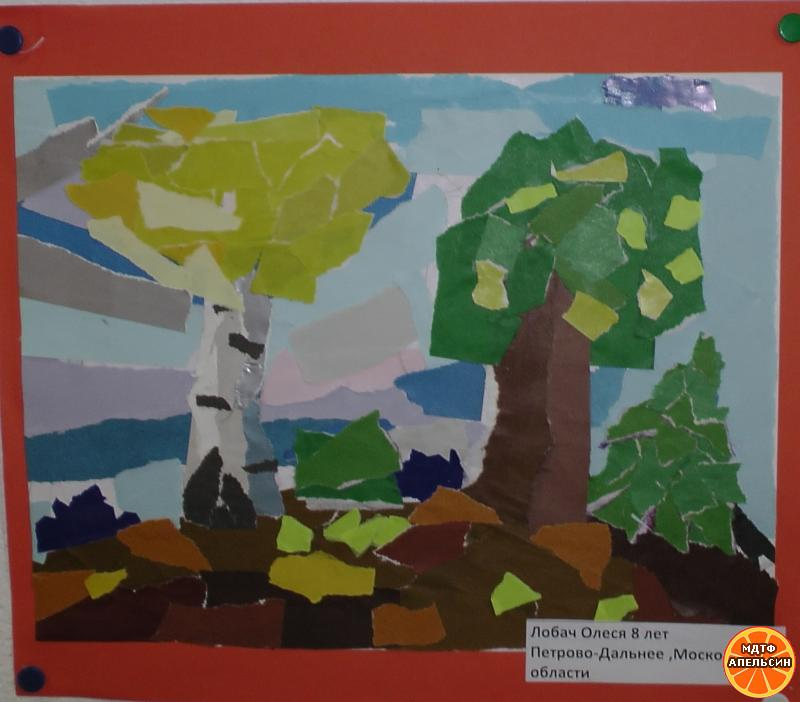 Лобач Олеся 8 лет
Петрово-Дальнее ,Моско
области
МДТФ
АПЕЛЬСИН